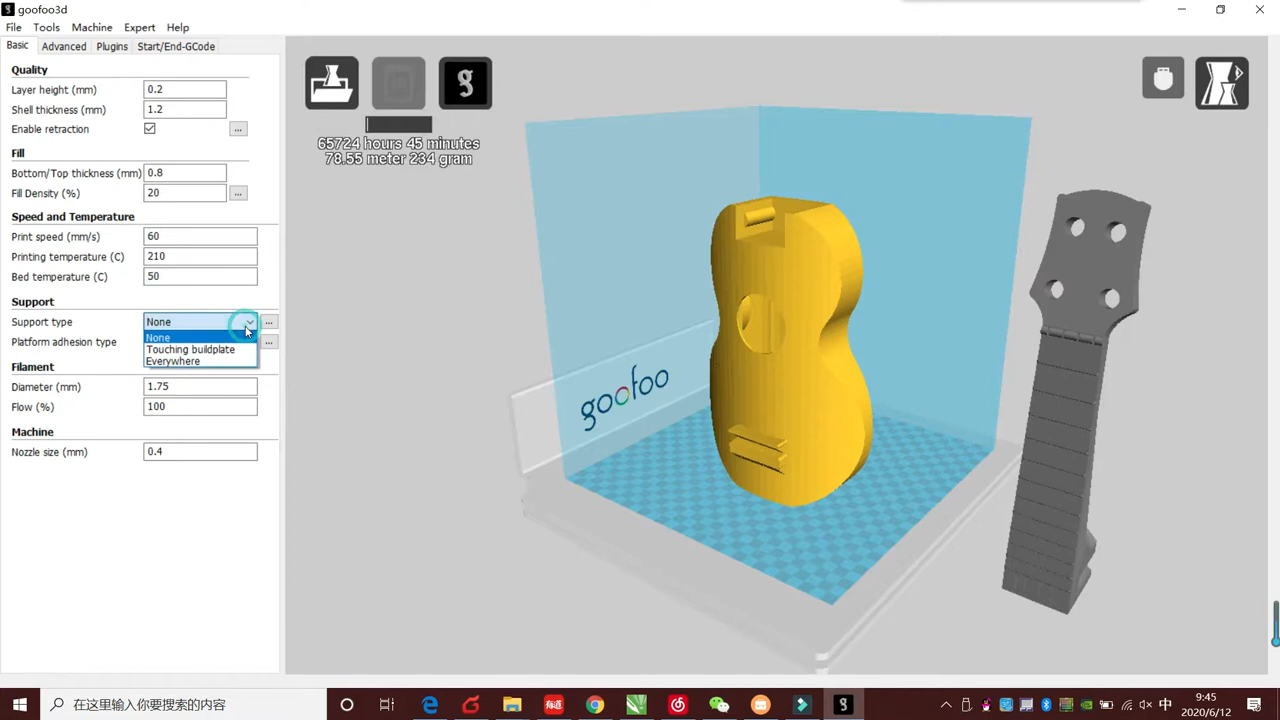 goofoo3d
File Tools Machine Expert Help
Basic Advanced Plugins Start/End-GCode
Quality
Layer height (mm) 0.2
Shell thickness (mm) 1.2
Enable retraction ...
Fill
Bottom/Top thickness (mm) 0.8
Fill Density (%) 20 ...
Speed and Temperature
Print speed (mm/s) 60
Printing temperature (C) 210
Bed temperature (C) 50
Support
Support type None ...
None
Platform adhesion type ...
Touching buildplate
Everywhere
Filament
Diameter (mm) 1.75
Flow (%) 100
Machine
Nozzle size (mm) 0.4
g
65724 hours 45 minutes
78.55 meter 234 gram
goofoo
在这里输入你要搜索的内容
有道
g
中
9:45
2020/6/12